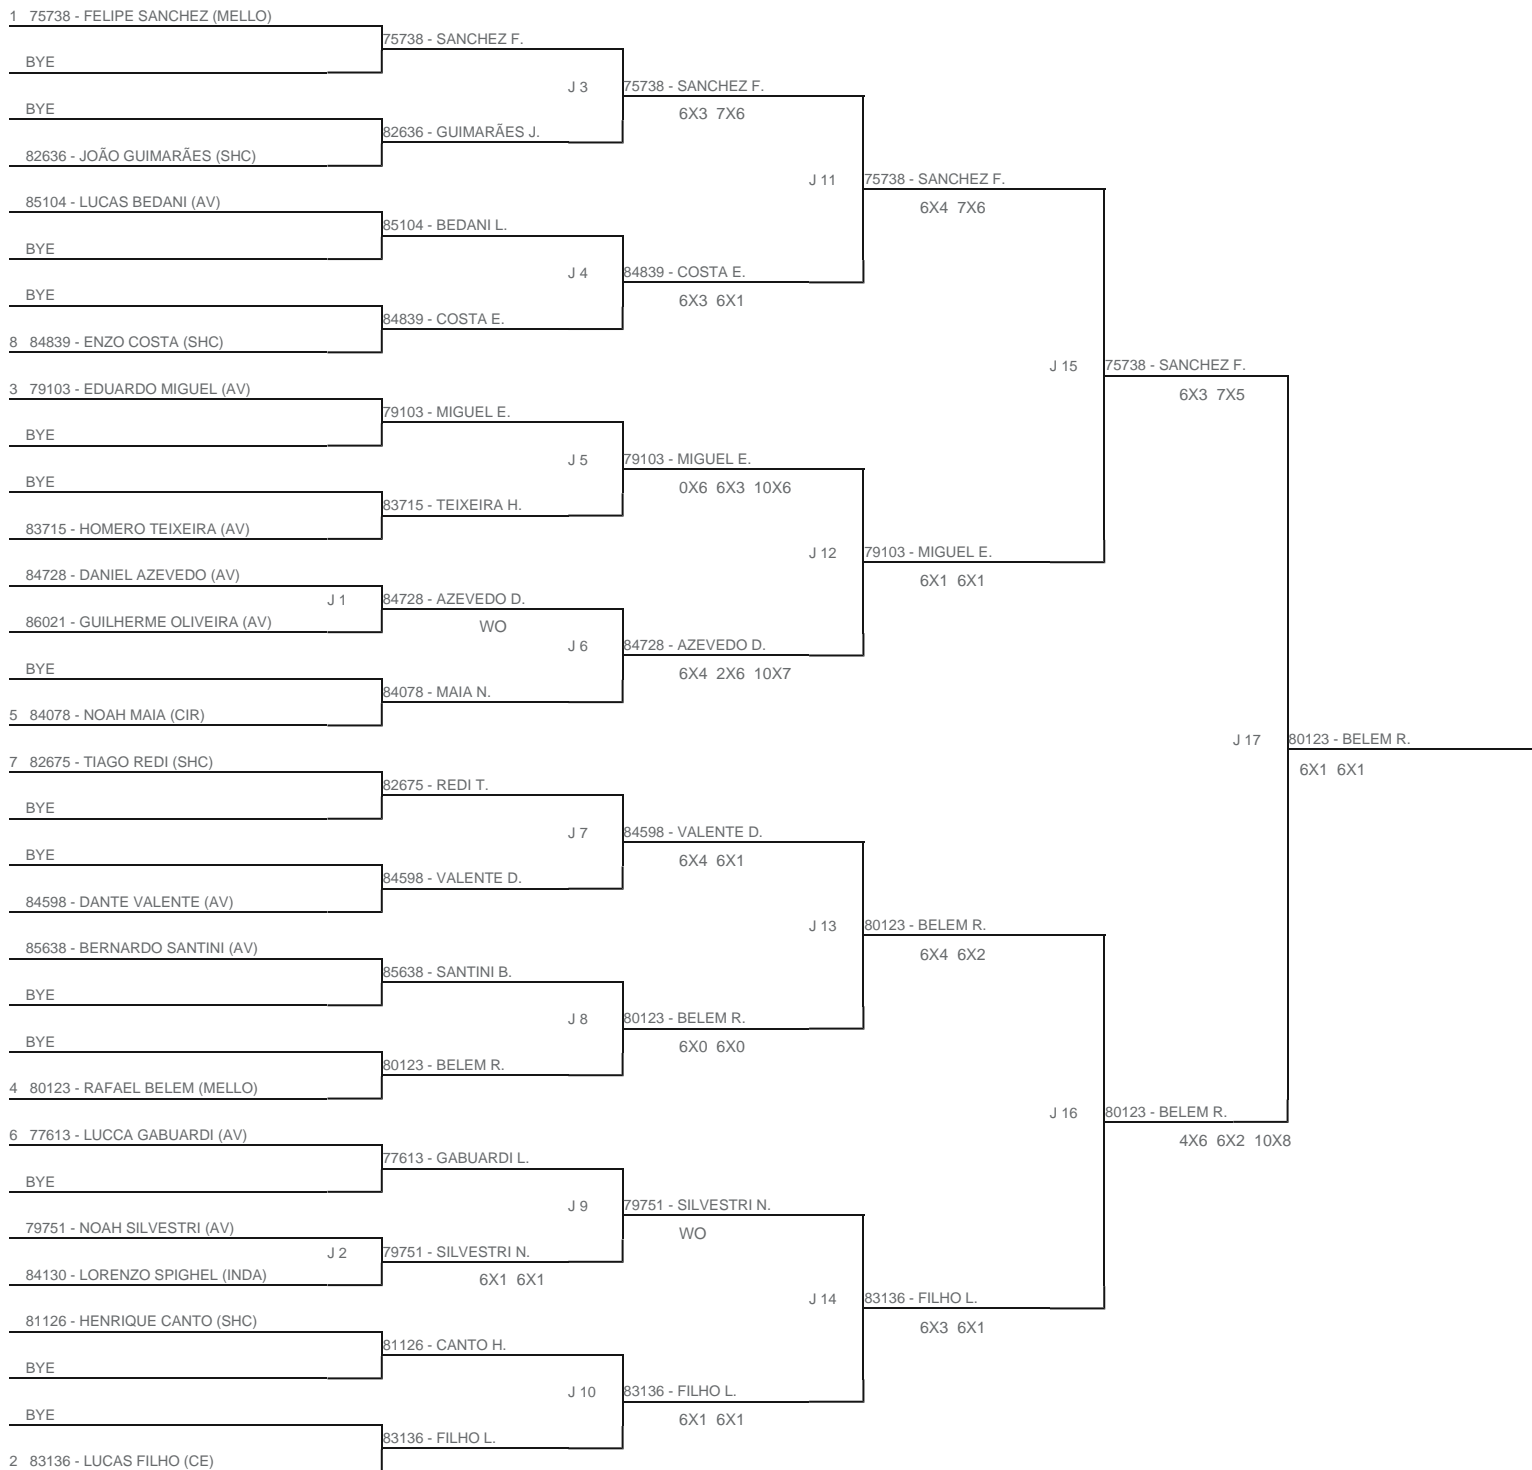 1 75738 - FELIPE SANCHEZ (MELLO)
75738 - SANCHEZ F.
BYE
J 3
75738 - SANCHEZ F.
6X3 7X6
BYE
82636 - GUIMARÃES J.
82636 - JOÃO GUIMARÃES (SHC)
J 11
75738 - SANCHEZ F.
6X4 7X6
85104 - LUCAS BEDANI (AV)
85104 - BEDANI L.
BYE
J 4
84839 - COSTA E.
6X3 6X1
BYE
84839 - COSTA E.
8 84839 - ENZO COSTA (SHC)
J 15
75738 - SANCHEZ F.
6X3 7X5
3 79103 - EDUARDO MIGUEL (AV)
79103 - MIGUEL E.
BYE
J 5
79103 - MIGUEL E.
0X6 6X3 10X6
BYE
83715 - TEIXEIRA H.
83715 - HOMERO TEIXEIRA (AV)
J 12
79103 - MIGUEL E.
6X1 6X1
84728 - DANIEL AZEVEDO (AV)
J 1
84728 - AZEVEDO D.
WO
86021 - GUILHERME OLIVEIRA (AV)
J 6
84728 - AZEVEDO D.
6X4 2X6 10X7
BYE
84078 - MAIA N.
5 84078 - NOAH MAIA (CIR)
J 17
80123 - BELEM R.
6X1 6X1
7 82675 - TIAGO REDI (SHC)
82675 - REDI T.
BYE
J 7
84598 - VALENTE D.
6X4 6X1
BYE
84598 - VALENTE D.
84598 - DANTE VALENTE (AV)
J 13
80123 - BELEM R.
6X4 6X2
85638 - BERNARDO SANTINI (AV)
85638 - SANTINI B.
BYE
J 8
80123 - BELEM R.
6X0 6X0
BYE
80123 - BELEM R.
4 80123 - RAFAEL BELEM (MELLO)
J 16
80123 - BELEM R.
4X6 6X2 10X8
6 77613 - LUCCA GABUARDI (AV)
77613 - GABUARDI L.
BYE
J 9
79751 - SILVESTRI N.
WO
79751 - NOAH SILVESTRI (AV)
J 2
79751 - SILVESTRI N.
6X1 6X1
84130 - LORENZO SPIGHEL (INDA)
J 14
83136 - FILHO L.
6X3 6X1
81126 - HENRIQUE CANTO (SHC)
81126 - CANTO H.
BYE
J 10
83136 - FILHO L.
6X1 6X1
BYE
83136 - FILHO L.
2 83136 - LUCAS FILHO (CE)